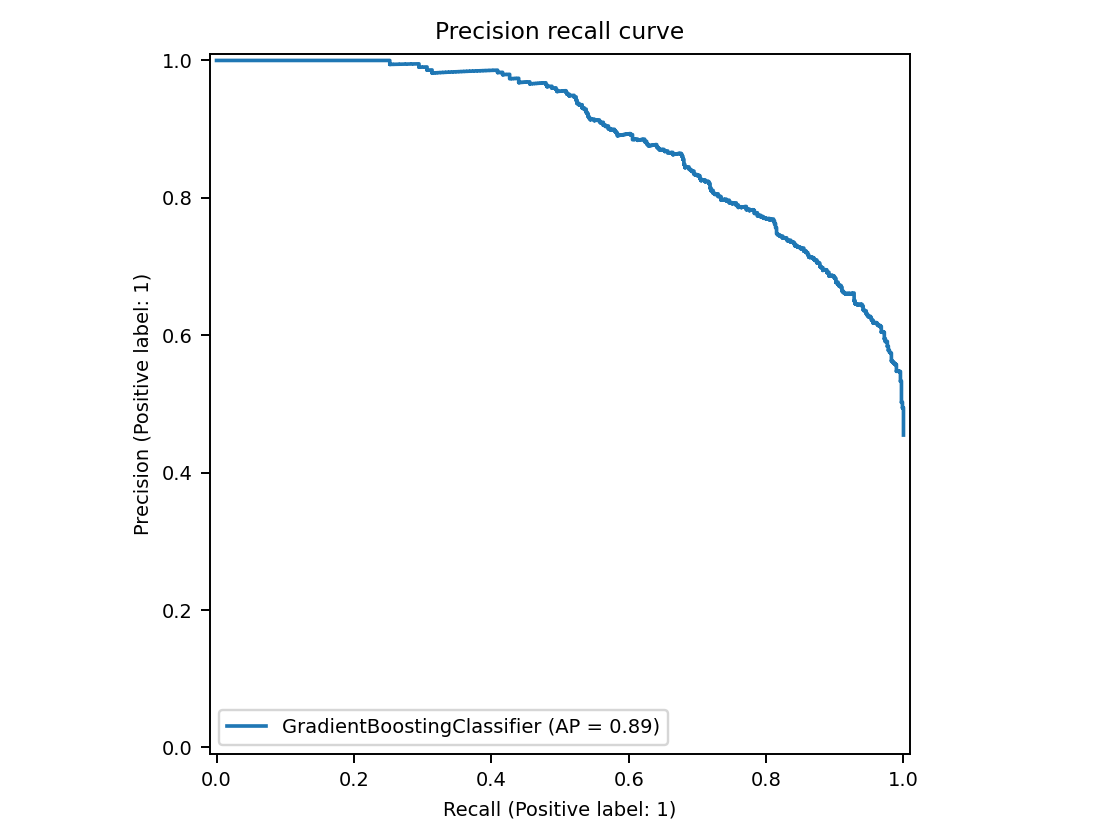 Precision recall curve
1.0
0.8
0.6
0.4
0.2
0.0
Precision (Positive label: 1)
GradientBoostingClassifier (AP = 0.89)
0.0 0.2 0.4 0.6 0.8 1.0
Recall (Positive label: 1)